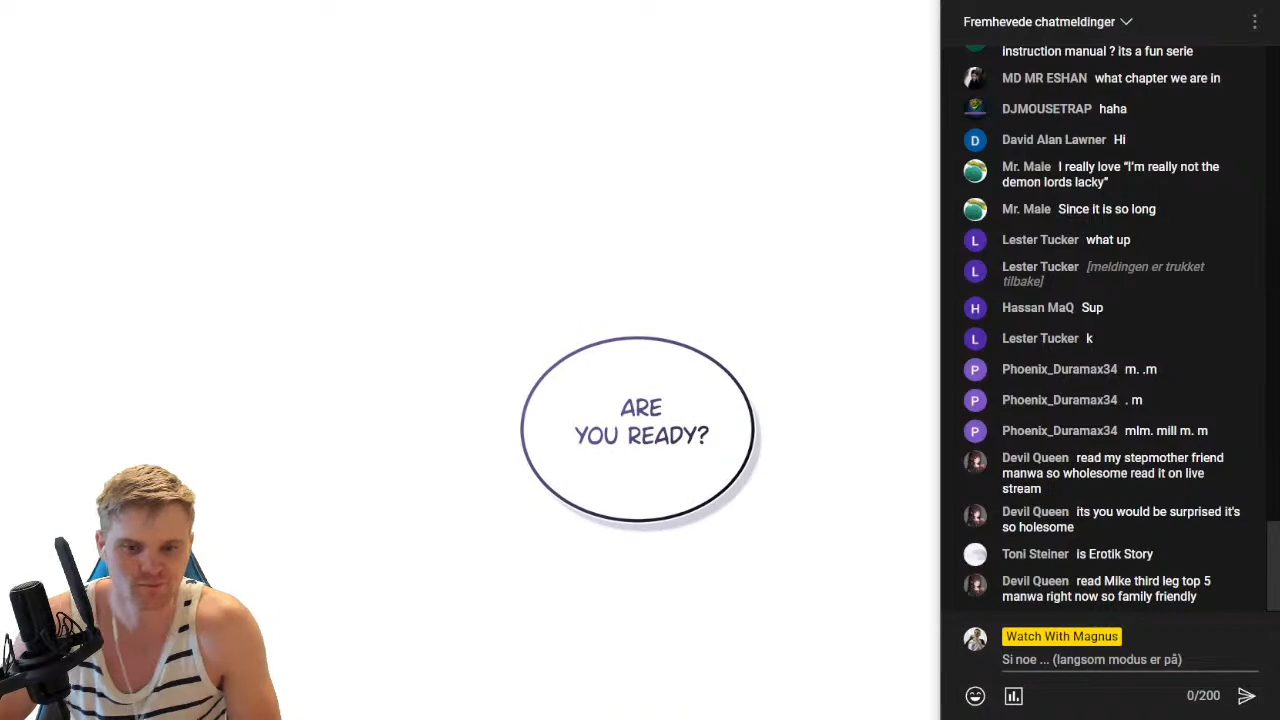 ARE
YOU READY?
Fremhevede chatmeldinger
instruction manual ? its a fun serie
MD MR ESHAN what chapter we are in
DJMOUSETRAP haha
D David Alan Lawner Hi
Mr. Male I really love “I’m really not the
demon lords lacky”
Mr. Male Since it is so long
L Lester Tucker what up
L Lester Tucker [meldingen er trukket
tilbake]
H Hassan MaQ Sup
L Lester Tucker k
P Phoenix_Duramax34 m. .m
P Phoenix_Duramax34 . m
P Phoenix_Duramax34 mlm. mill m. m
Devil Queen read my stepmother friend
manwa so wholesome read it on live
stream
Devil Queen its you would be surprised it's
so holesome
Toni Steiner is Erotik Story
Devil Queen read Mike third leg top 5
manwa right now so family friendly
Watch With Magnus
Si noe ... (langsom modus er på)
0/200